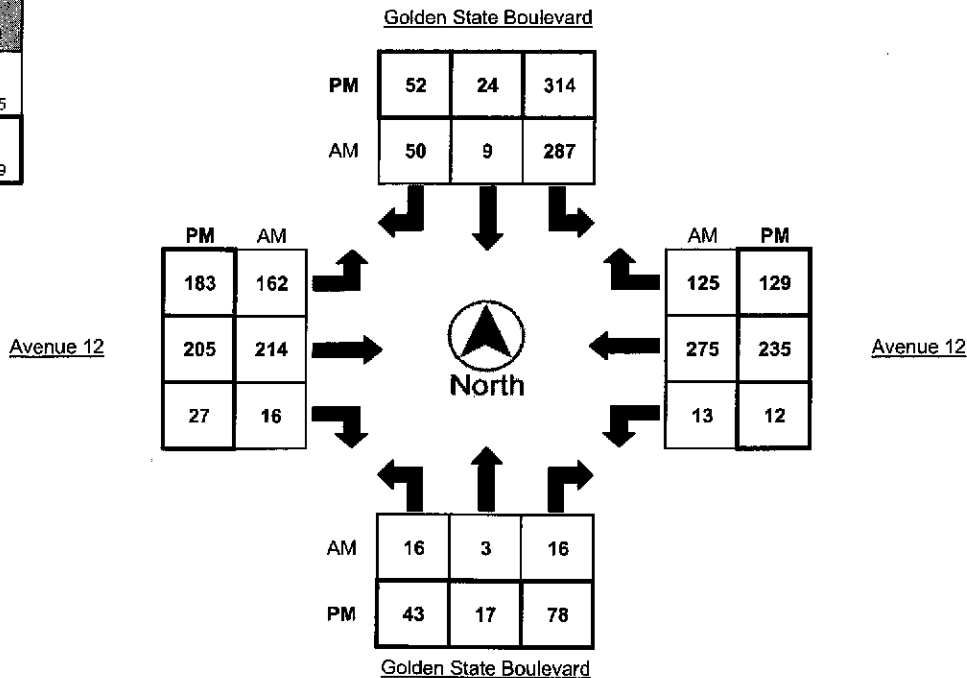 Golden State Boulevard
PM 52 24 314
AM 50 9 287
5
9
PM AM
183 162
205 214
27 16
Avenue 12
North
AM PM
125 129
275 235
13 12
Avenue 12
AM 16 3 16
PM 43 17 78
Golden State Boulevard